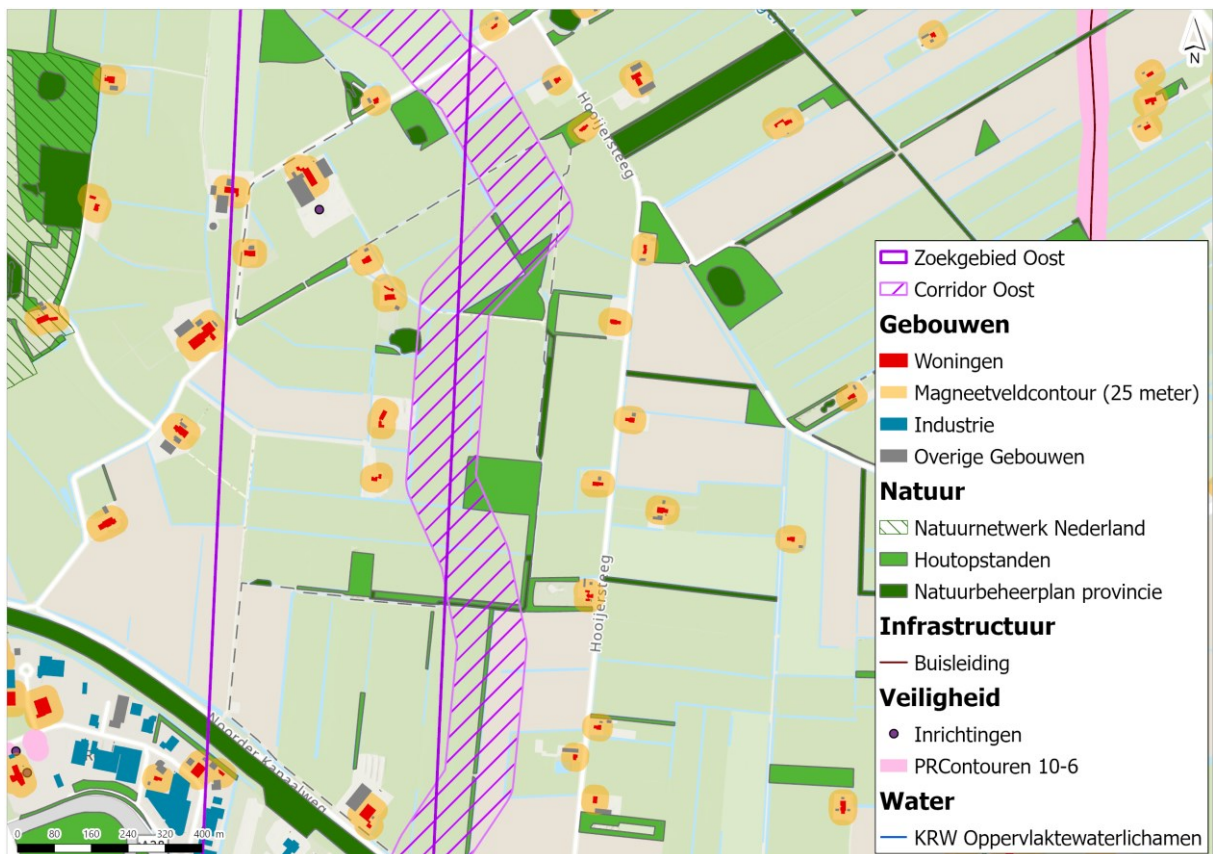 N
Hooijersteeg
Zoekgebied Oost
Corridor Oost
Gebouwen
Woningen
Magneetveldcontour (25 meter)
Industrie
Overige Gebouwen
Natuur
Natuurnetwerk Nederland
Houtopstanden
Natuurbeheerplan provincie
Infrastructuur
Buisleiding
Veiligheid
Inrichtingen
PRContouren 10-6
Water
KRW Oppervlaktewaterlichamen
Hooijersteeg
Noorder Kanaalweg
0 80 160 240 320 400 m
A28